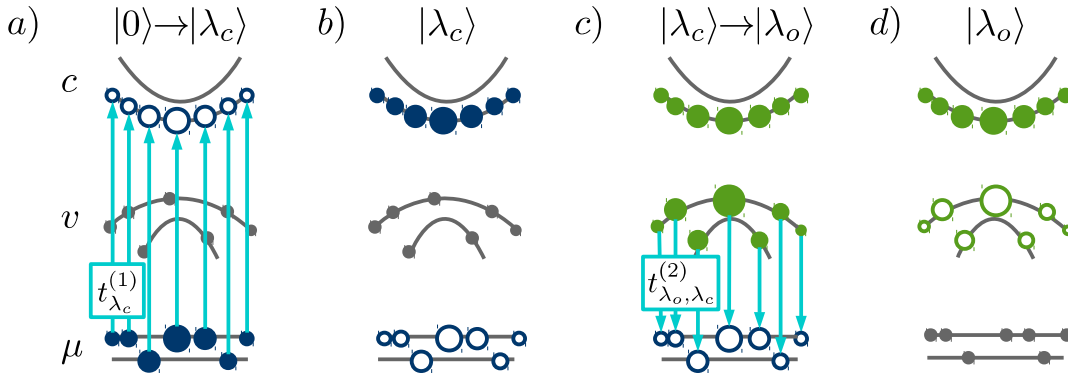 a) |0⟩→|λ_c⟩ b) |λ_c⟩ c) |λ_c⟩→|λ_o⟩ d) |λ_o⟩
c
v
t^{(1)}_{λ_c} t^{(2)}_{λ_o,λ_c}
μ